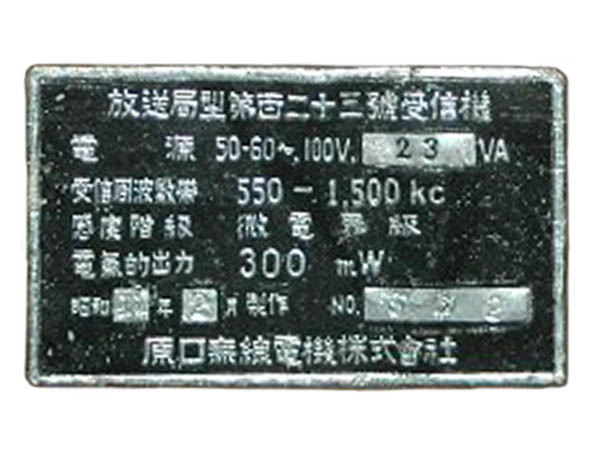 放送局型第百二十三號受信機
電源 50-60~. 100V. 23 VA
受信周波數帶 550 - 1,500 kc
感度階級 微電界級
電氣的出力 300 mW
昭和 年 月 製作 NO.
原口無線電機株式會社